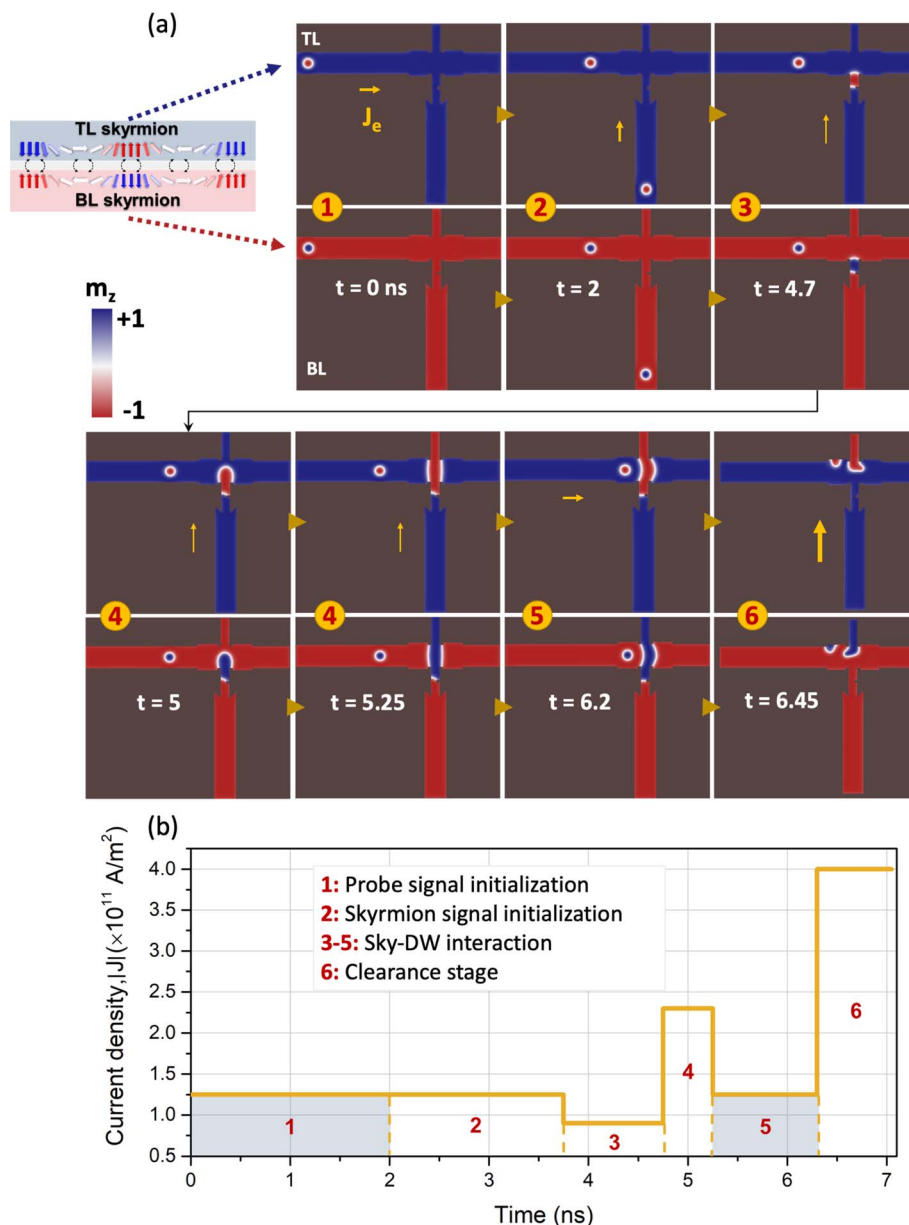 (a)
TL
J_e
TL skyrmion
BL skyrmion
1
2
3
m_z
+1
-1
t = 0 ns
t = 2
t = 4.7
BL
4
4
5
6
t = 5
t = 5.25
t = 6.2
t = 6.45
(b)
Current density,|J|(×10¹¹ A/m²)
4.0
3.5
3.0
2.5
2.0
1.5
1.0
0.5
1: Probe signal initialization
2: Skyrmion signal initialization
3-5: Sky-DW interaction
6: Clearance stage
1
2
3
4
5
6
0
1
2
3
4
5
6
7
Time (ns)